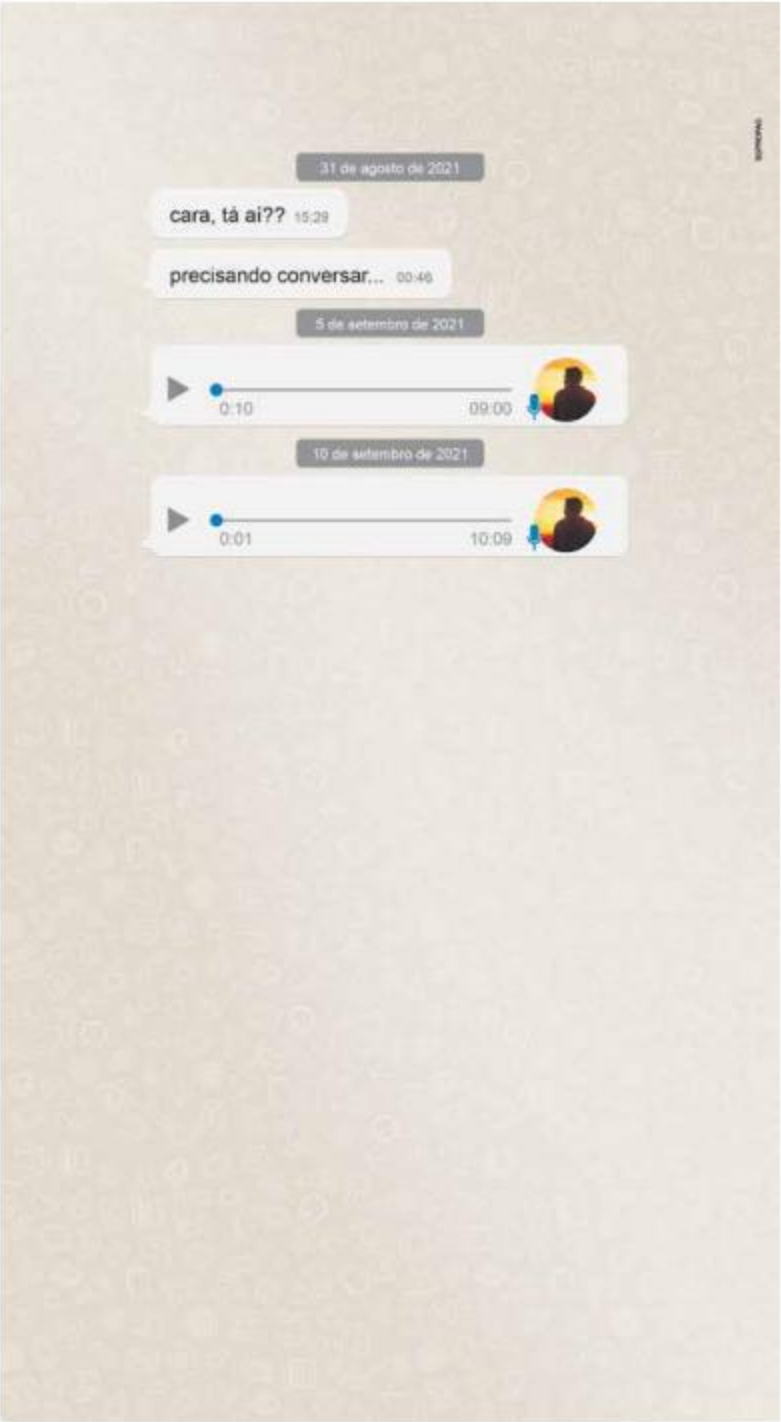 31 de agosto de 2021
cara, tá aí?? 15:29
precisando conversar... 00:46
5 de setembro de 2021
0:10 09:00
10 de setembro de 2021
0:01 10:09